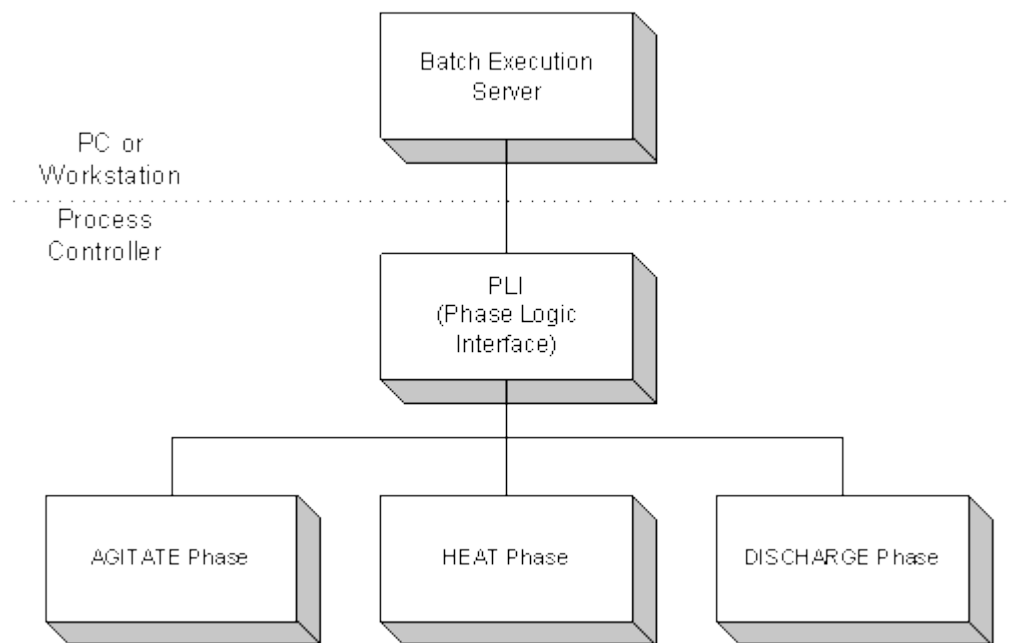 Batch Execution
Server
PC or
Workstation
Process
Controller
PLI
(Phase Logic
Interface)
AGITATE Phase
HEAT Phase
DISCHARGE Phase